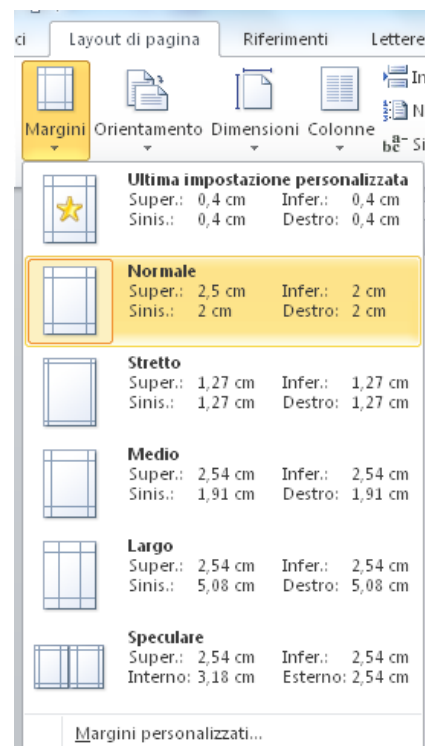 ci Layout di pagina Riferimenti Lettere
Margini Orientamento Dimensioni Colonne
Ultima impostazione personalizzata
Super.: 0,4 cm Infer.: 0,4 cm
Sinis.: 0,4 cm Destro: 0,4 cm
Normale
Super.: 2,5 cm Infer.: 2 cm
Sinis.: 2 cm Destro: 2 cm
Stretto
Super.: 1,27 cm Infer.: 1,27 cm
Sinis.: 1,27 cm Destro: 1,27 cm
Medio
Super.: 2,54 cm Infer.: 2,54 cm
Sinis.: 1,91 cm Destro: 1,91 cm
Largo
Super.: 2,54 cm Infer.: 2,54 cm
Sinis.: 5,08 cm Destro: 5,08 cm
Speculare
Super.: 2,54 cm Infer.: 2,54 cm
Interno: 3,18 cm Esterno: 2,54 cm
Margini personalizzati...